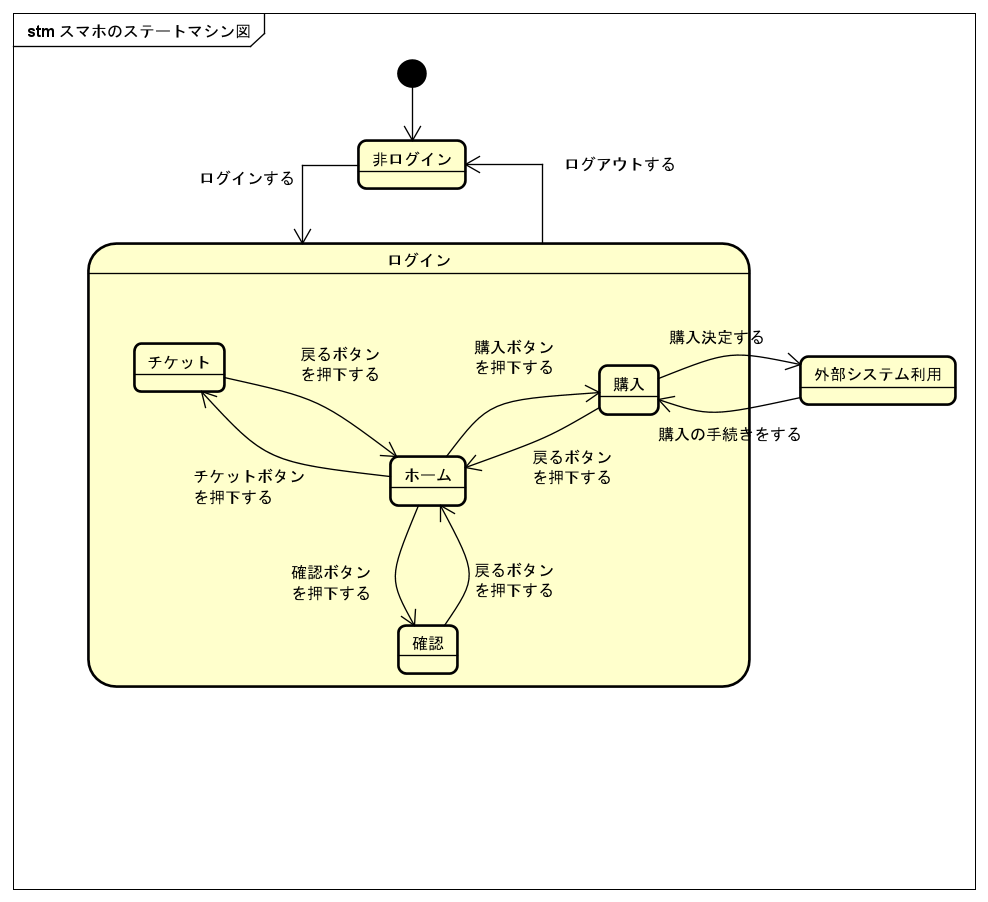 stm スマホのステートマシン図
非ログイン
ログインする
ログアウトする
ログイン
購入決定する
戻るボタン
を押下する
購入ボタン
を押下する
チケット
購入
外部システム利用
購入の手続きをする
チケットボタン
を押下する
ホーム
戻るボタン
を押下する
確認ボタン
を押下する
戻るボタン
を押下する
確認